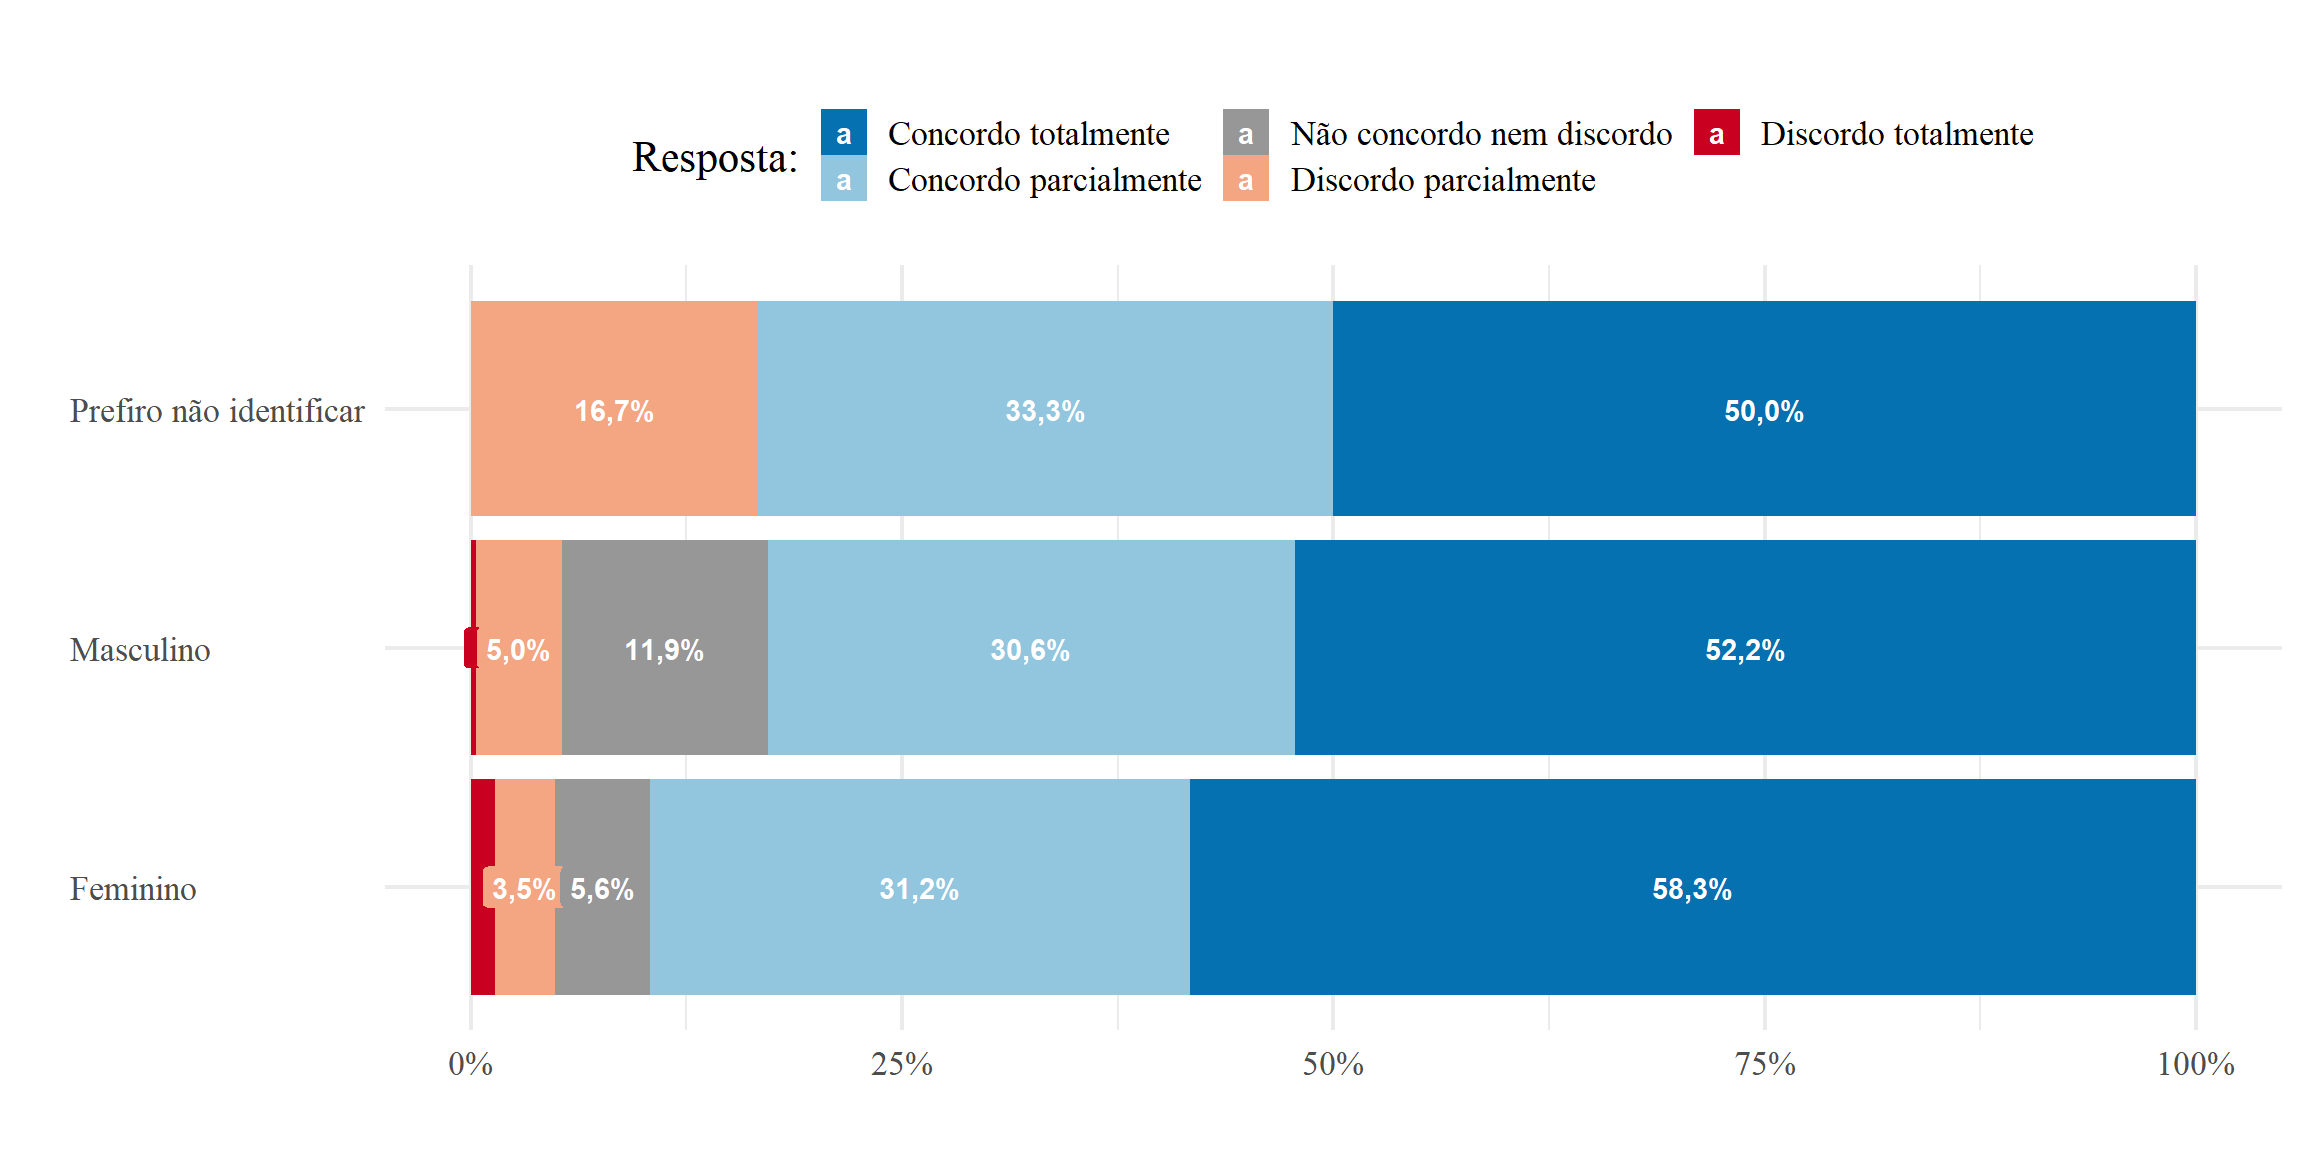 Resposta:
a Concordo totalmente
a Concordo parcialmente
a Não concordo nem discordo
a Discordo parcialmente
a Discordo totalmente
Prefiro não identificar
16,7% 33,3% 50,0%
Masculino
5,0% 11,9% 30,6% 52,2%
Feminino
3,5% 5,6% 31,2% 58,3%
0% 25% 50% 75% 100%